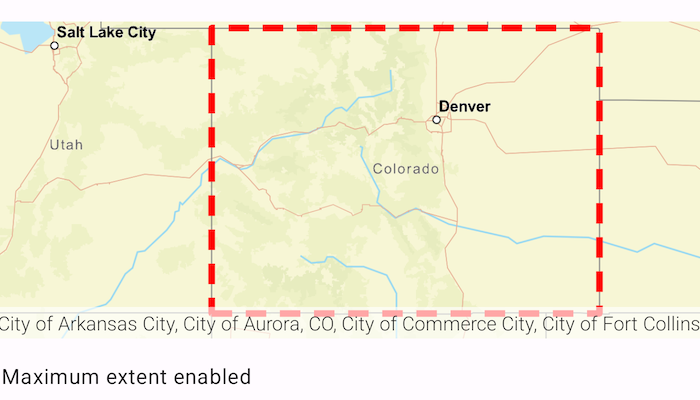 Salt Lake City
Denver
Utah
Colorado
City of Arkansas City, City of Aurora, CO, City of Commerce City, City of Fort Collins
Maximum extent enabled